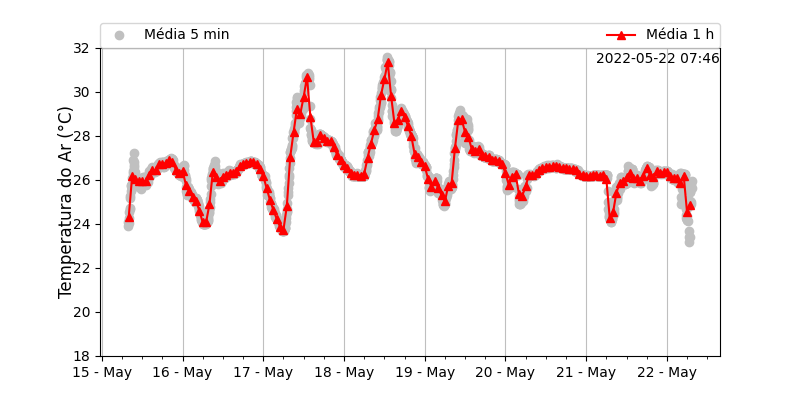 Média 5 min
Média 1 h
2022-05-22 07:46
Temperatura do Ar (°C)
32
30
28
26
24
22
20
18
15 - May
16 - May
17 - May
18 - May
19 - May
20 - May
21 - May
22 - May